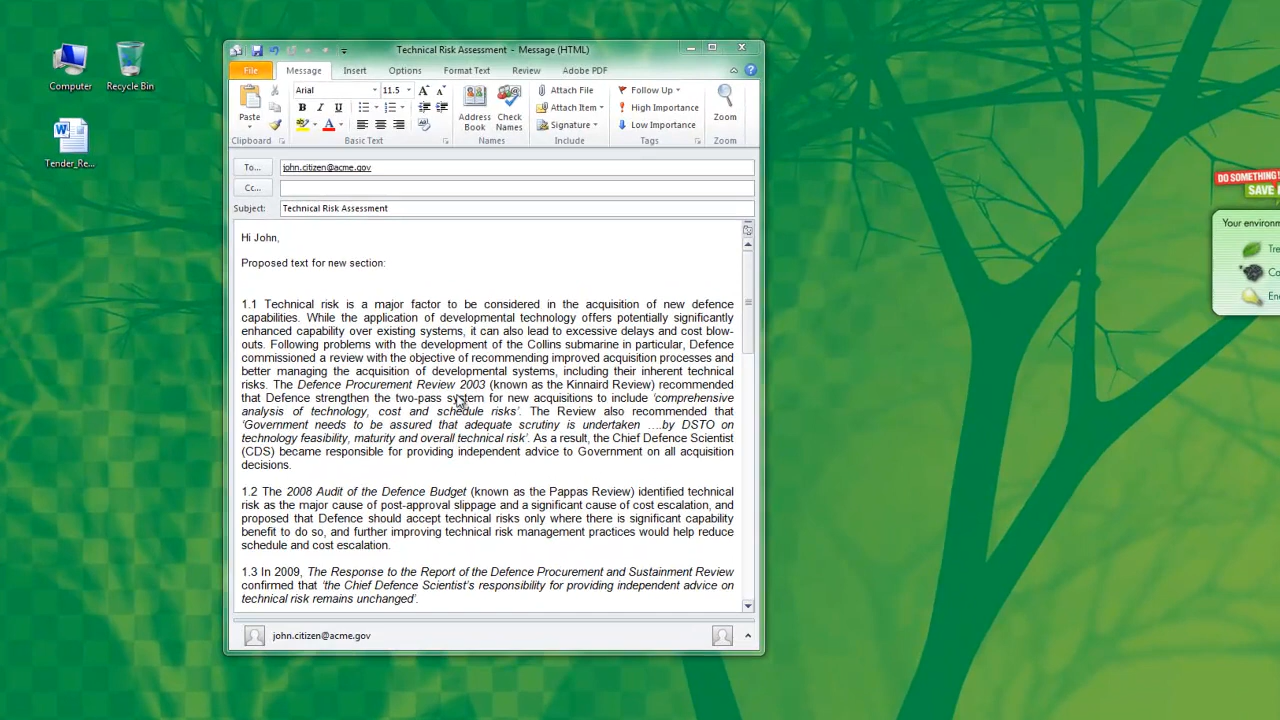 Computer
Recycle Bin
Tender_Re...
Technical Risk Assessment - Message (HTML)
File Message Insert Options Format Text Review Adobe PDF
Paste
Clipboard
Arial 11.5
B I U
Basic Text
Address Book
Check Names
Names
Attach File
Attach Item
Signature
Include
Follow Up
High Importance
Low Importance
Tags
Zoom
Zoom
To... john.citizen@acme.gov
Cc...
Subject: Technical Risk Assessment
Hi John,
Proposed text for new section:
1.1 Technical risk is a major factor to be considered in the acquisition of new defence
capabilities. While the application of developmental technology offers potentially significantly
enhanced capability over existing systems, it can also lead to excessive delays and cost blow-
outs. Following problems with the development of the Collins submarine in particular, Defence
commissioned a review with the objective of recommending improved acquisition processes and
better managing the acquisition of developmental systems, including their inherent technical
risks. The Defence Procurement Review 2003 (known as the Kinnaird Review) recommended
that Defence strengthen the two-pass system for new acquisitions to include ‘comprehensive
analysis of technology, cost and schedule risks’. The Review also recommended that
‘Government needs to be assured that adequate scrutiny is undertaken ….by DSTO on
technology feasibility, maturity and overall technical risk’. As a result, the Chief Defence Scientist
(CDS) became responsible for providing independent advice to Government on all acquisition
decisions.
1.2 The 2008 Audit of the Defence Budget (known as the Pappas Review) identified technical
risk as the major cause of post-approval slippage and a significant cause of cost escalation, and
proposed that Defence should accept technical risks only where there is significant capability
benefit to do so, and further improving technical risk management practices would help reduce
schedule and cost escalation.
1.3 In 2009, The Response to the Report of the Defence Procurement and Sustainment Review
confirmed that ‘the Chief Defence Scientist’s responsibility for providing independent advice on
technical risk remains unchanged’.
john.citizen@acme.gov
DO SOMETHING!
SAVE
Your environm
Tre
Co
En